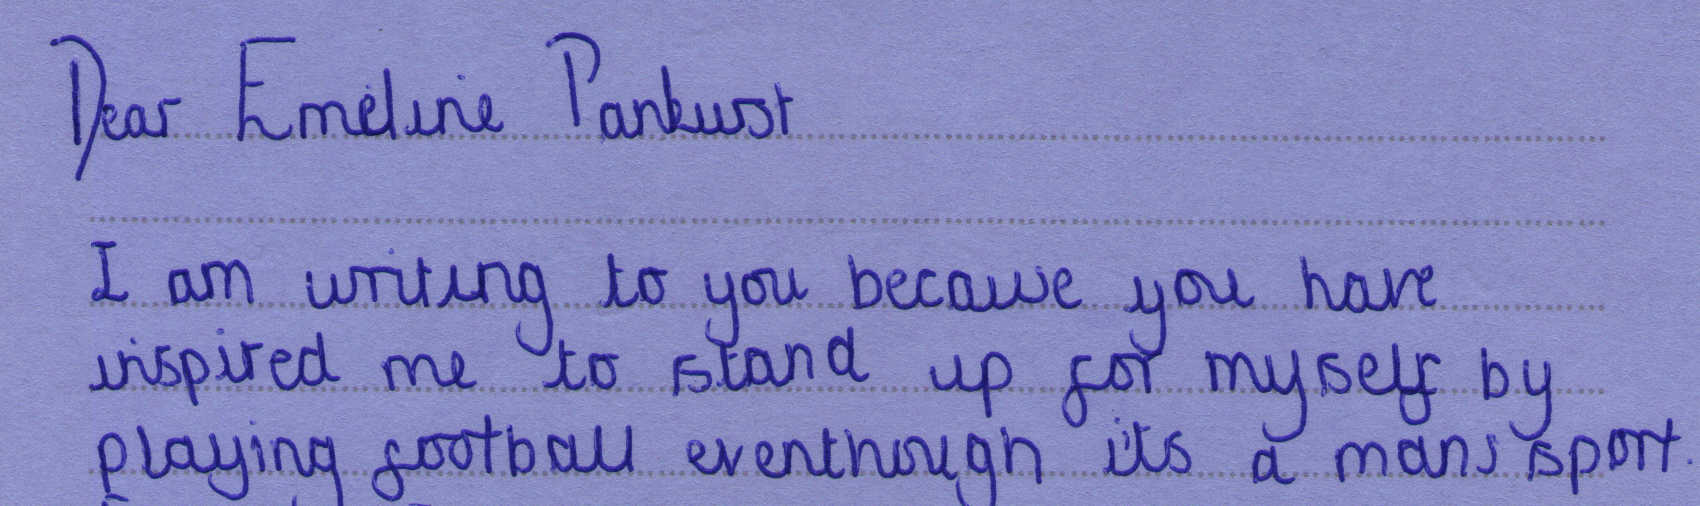 Dear Emeline Pankurst
I am writing to you because you have
inspired me to stand up for myself by
playing football eventhough its a mans sport.